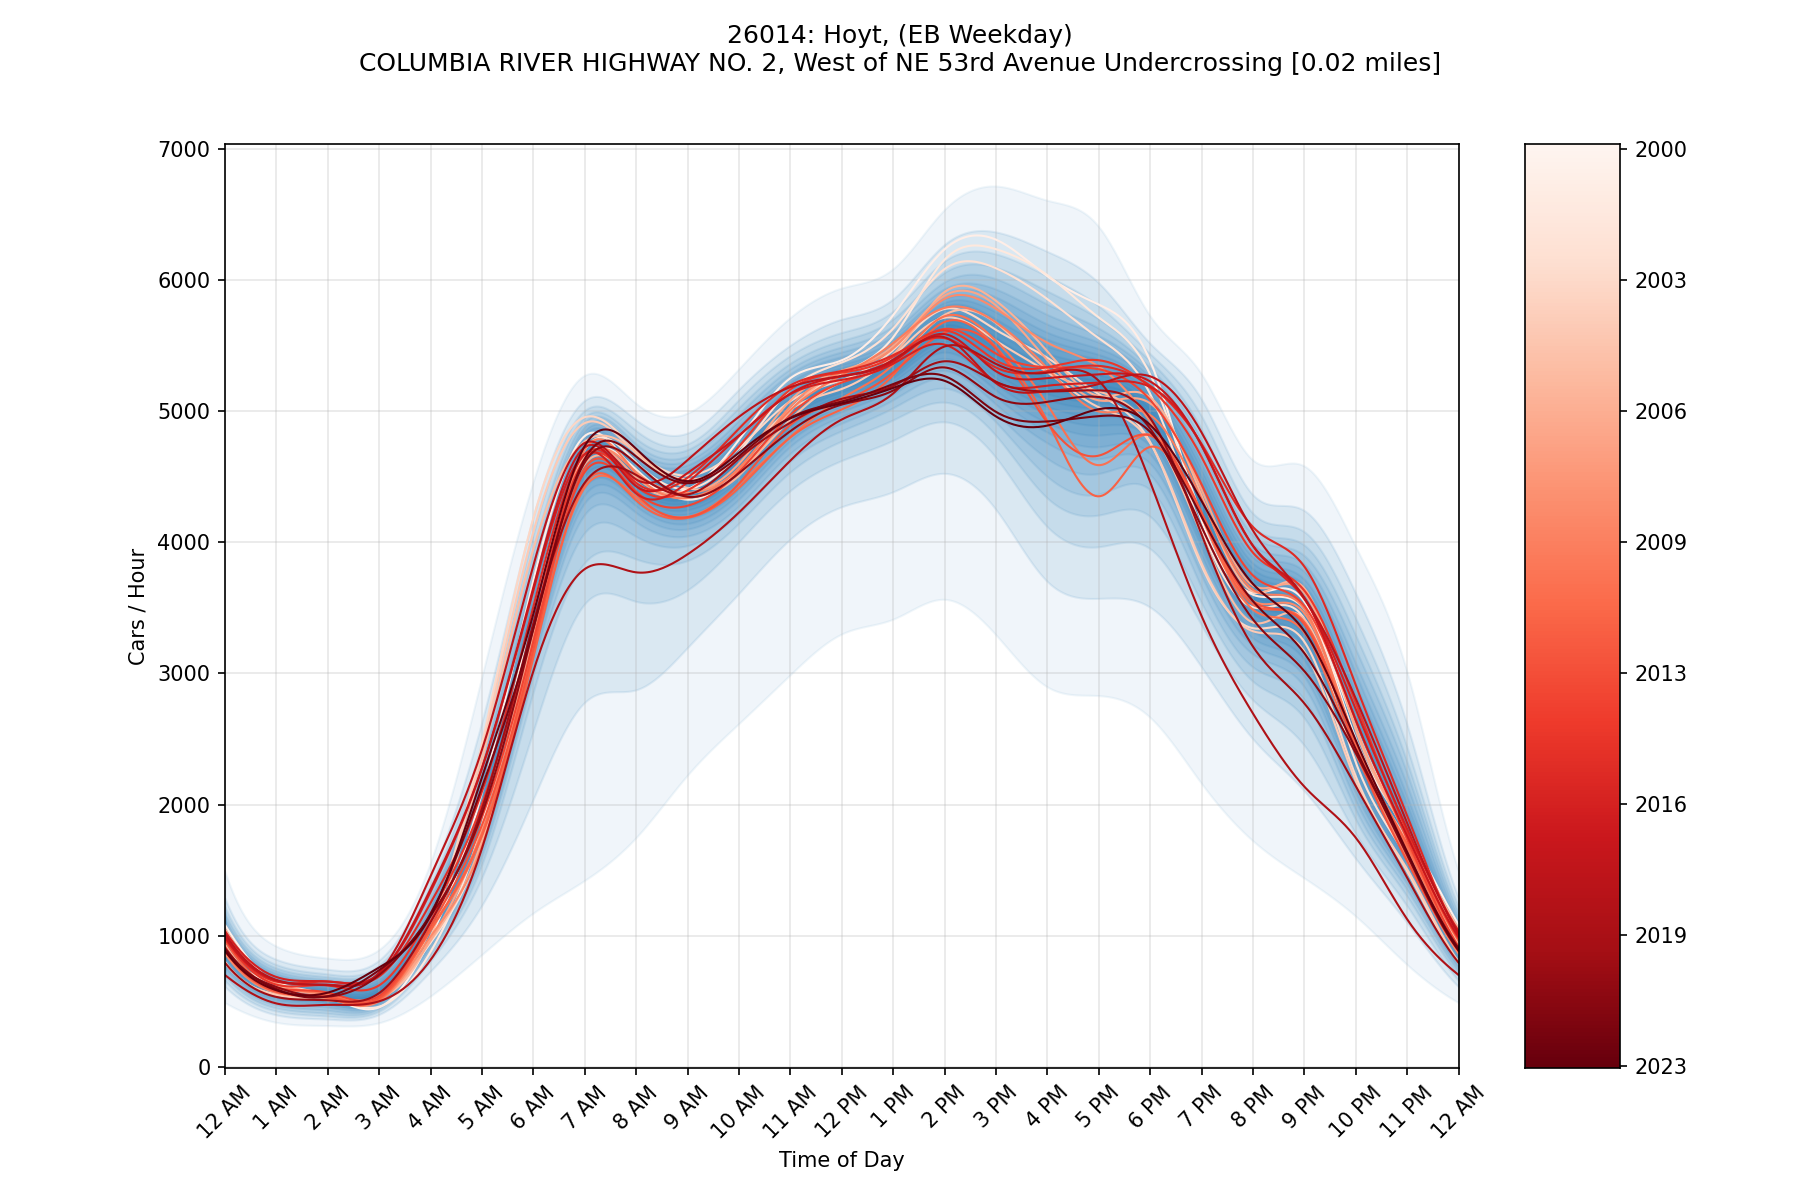 26014: Hoyt, (EB Weekday)
COLUMBIA RIVER HIGHWAY NO. 2, West of NE 53rd Avenue Undercrossing [0.02 miles]
7000
6000
5000
4000
3000
2000
1000
0
Cars / Hour
12 AM
1 AM
2 AM
3 AM
4 AM
5 AM
6 AM
7 AM
8 AM
9 AM
10 AM
11 AM
12 PM
1 PM
2 PM
3 PM
4 PM
5 PM
6 PM
7 PM
8 PM
9 PM
10 PM
11 PM
12 AM
Time of Day
2000
2003
2006
2009
2013
2016
2019
2023